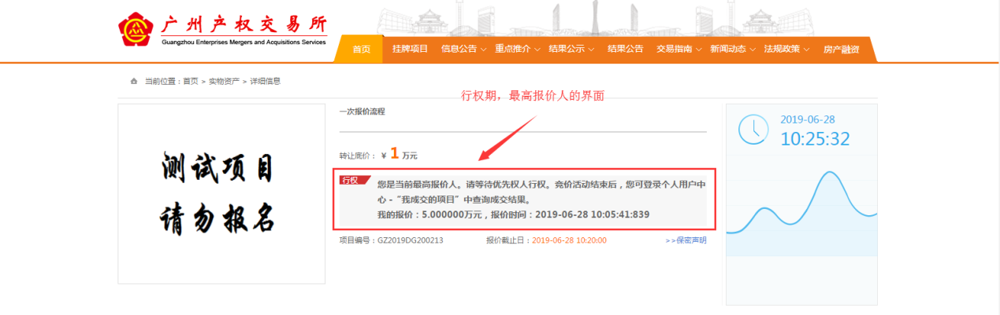 广州产权交易所
Guangzhou Enterprises Mergers and Acquisitions Services
首页 挂牌项目 信息公告 重点推介 结果公示 结果公告 交易指南 新闻动态 法规政策 房产融资
当前位置：首页 > 实物资产 > 详细信息
行权期，最高报价人的界面
测试项目
请勿报名
一次报价流程
转让底价： ¥ 1 万元
行权
您是当前最高报价人。请等待优先权人行权。竞价活动结束后，您可登录个人用户中
心 - “我成交的项目”中查询成交结果。
我的报价：5.000000万元，报价时间：2019-06-28 10:05:41:839
项目编号：GZ2019DG200213 报价截止日：2019-06-28 10:20:00 >>保密声明
2019-06-28
10:25:32